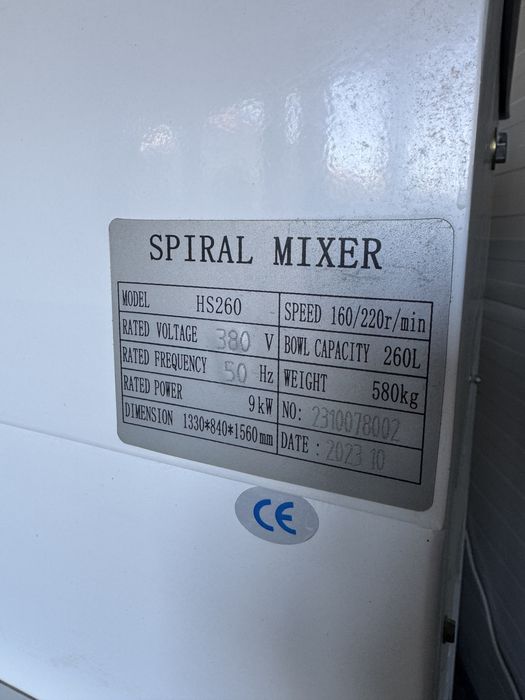 SPIRAL MIXER
MODEL HS260
RATED VOLTAGE 380 V
RATED FREQUENCY 50 Hz
RATED POWER 9kW
DIMENSION 1330*840*1560mm
SPEED 160/220r/min
BOWL CAPACITY 260L
WEIGHT 580kg
NO: 2310078002
DATE: 2023 10
CE